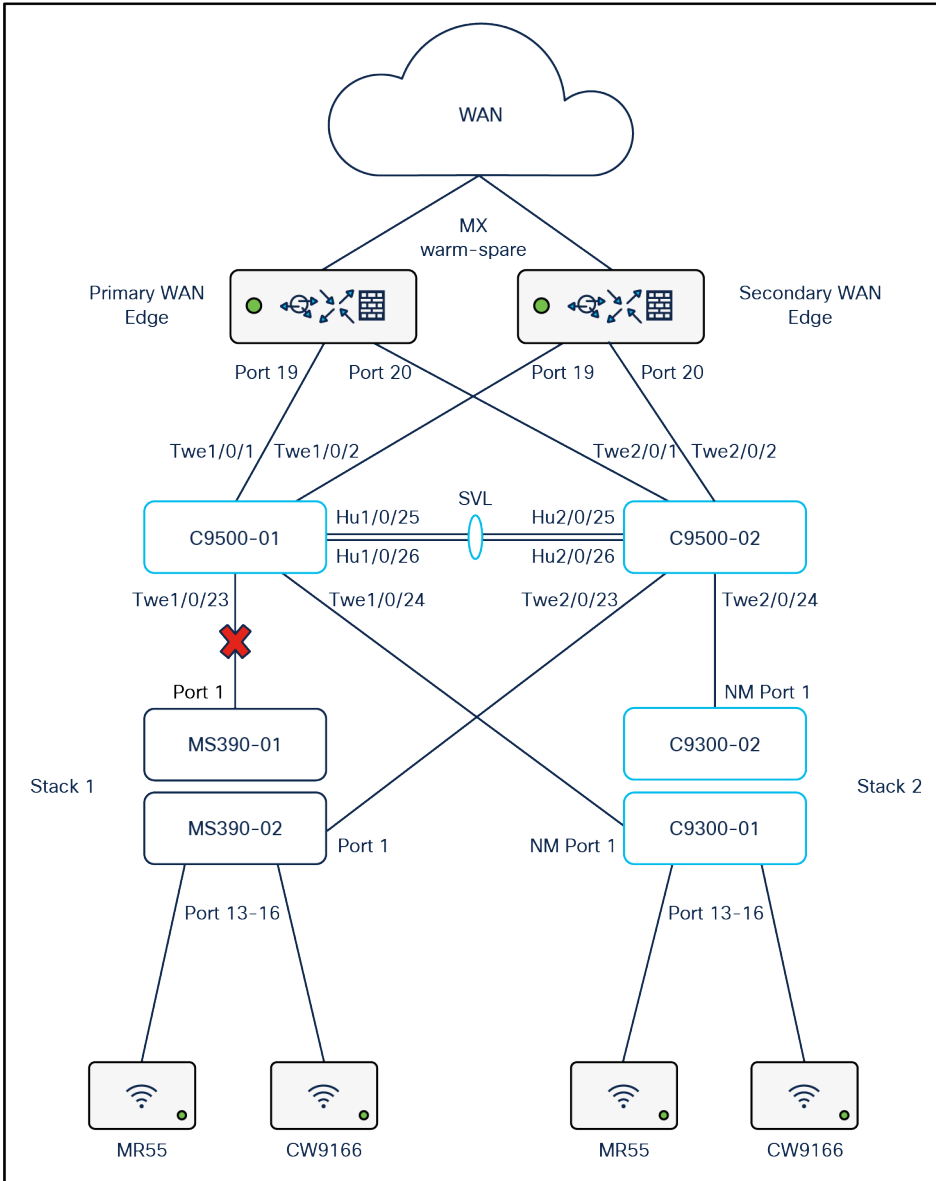 WAN
MX
warm-spare
Primary WAN
Edge
Secondary WAN
Edge
Port 19
Port 20
Port 19
Port 20
Twe1/0/1
Twe1/0/2
Twe2/0/1
Twe2/0/2
SVL
C9500-01
Hu1/0/25
Hu2/0/25
C9500-02
Hu1/0/26
Hu2/0/26
Twe1/0/23
Twe1/0/24
Twe2/0/23
Twe2/0/24
Port 1
NM Port 1
MS390-01
C9300-02
Stack 1
Stack 2
MS390-02
C9300-01
Port 1
NM Port 1
Port 13-16
Port 13-16
MR55
CW9166
MR55
CW9166